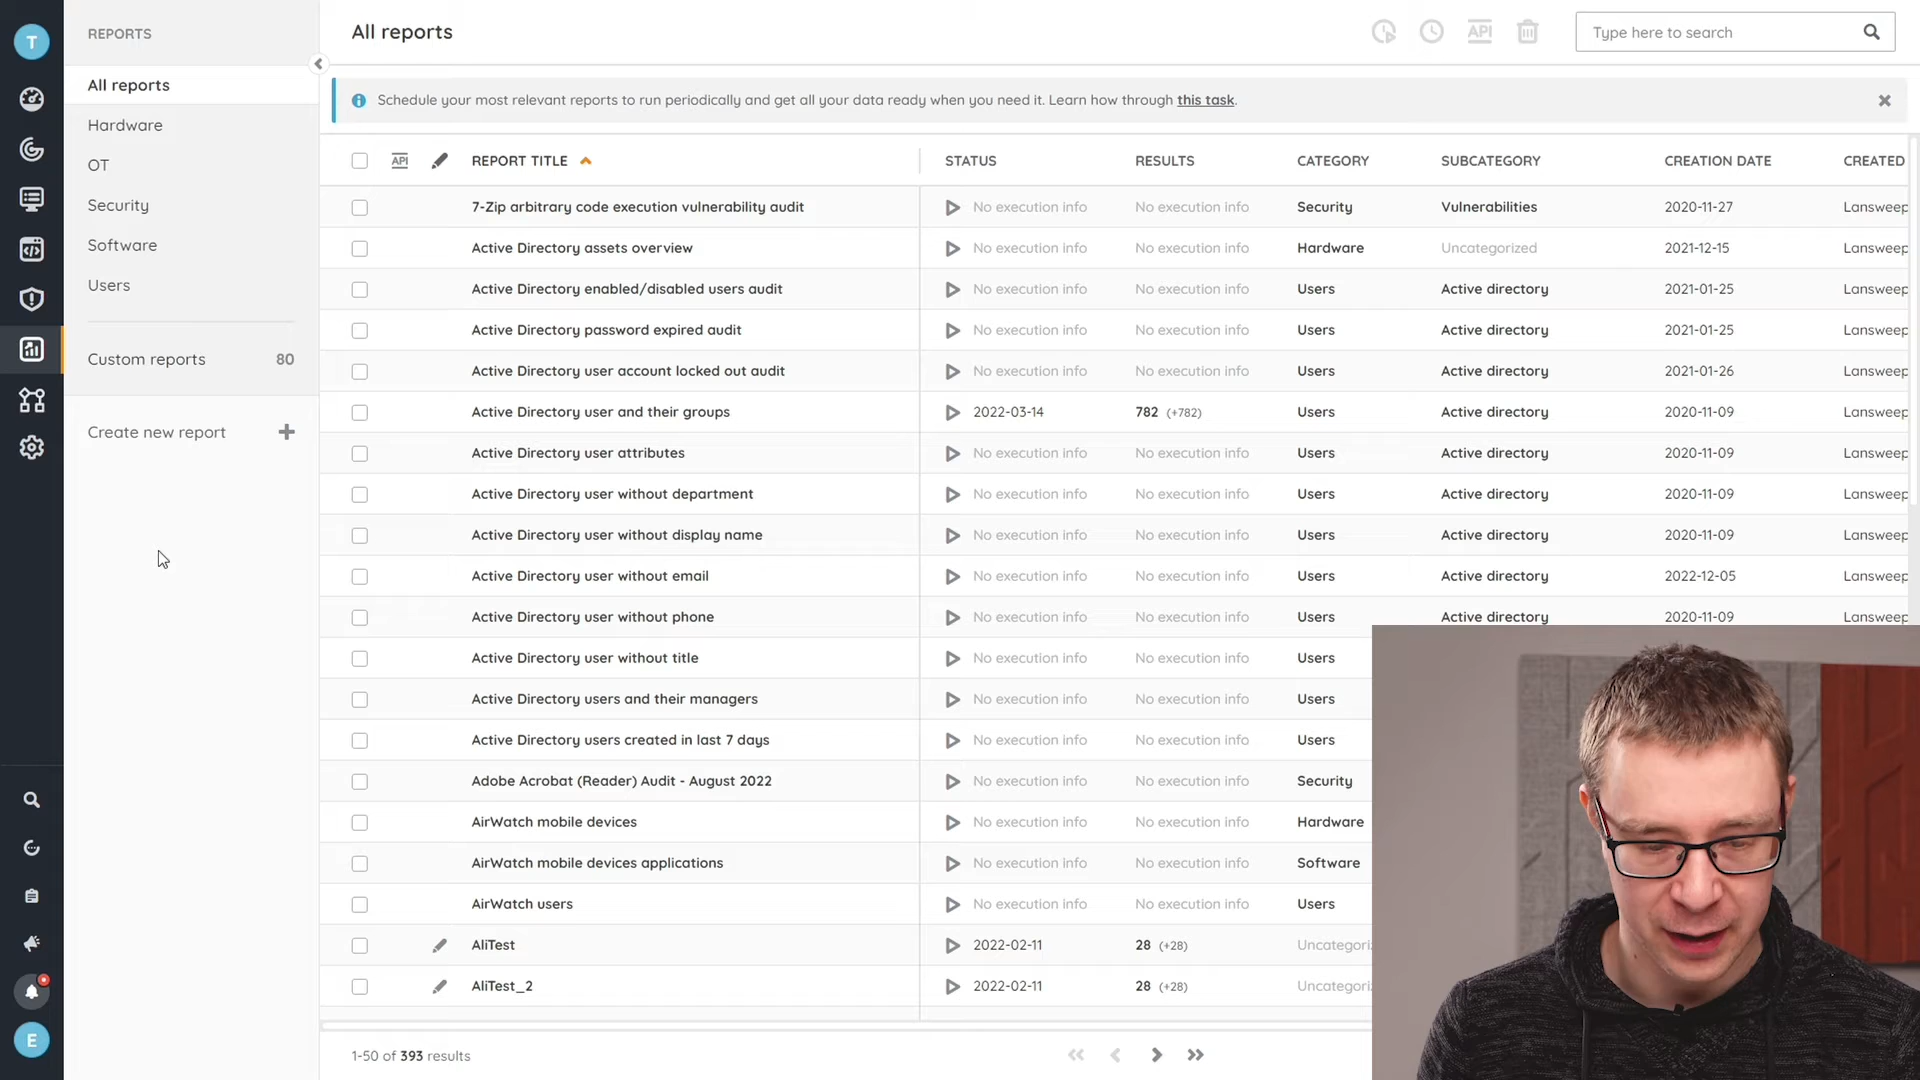 T
REPORTS
All reports
Hardware
OT
Security
Software
Users
Custom reports 80
Create new report
E
All reports
API
Type here to search
Schedule your most relevant reports to run periodically and get all your data ready when you need it. Learn how through this task.
API REPORT TITLE STATUS RESULTS CATEGORY SUBCATEGORY CREATION DATE CREATED
7-Zip arbitrary code execution vulnerability audit No execution info No execution info Security Vulnerabilities 2020-11-27 Lansweep
Active Directory assets overview No execution info No execution info Hardware Uncategorized 2021-12-15 Lansweep
Active Directory enabled/disabled users audit No execution info No execution info Users Active directory 2021-01-25 Lansweep
Active Directory password expired audit No execution info No execution info Users Active directory 2021-01-25 Lansweep
Active Directory user account locked out audit No execution info No execution info Users Active directory 2021-01-26 Lansweep
Active Directory user and their groups 2022-03-14 782 (+782) Users Active directory 2020-11-09 Lansweep
Active Directory user attributes No execution info No execution info Users Active directory 2020-11-09 Lansweep
Active Directory user without department No execution info No execution info Users Active directory 2020-11-09 Lansweep
Active Directory user without display name No execution info No execution info Users Active directory 2020-11-09 Lansweep
Active Directory user without email No execution info No execution info Users Active directory 2022-12-05 Lansweep
Active Directory user without phone No execution info No execution info Users Active directory 2020-11-09 Lansweep
Active Directory user without title No execution info No execution info Users
Active Directory users and their managers No execution info No execution info Users
Active Directory users created in last 7 days No execution info No execution info Users
Adobe Acrobat (Reader) Audit - August 2022 No execution info No execution info Security
AirWatch mobile devices No execution info No execution info Hardware
AirWatch mobile devices applications No execution info No execution info Software
AirWatch users No execution info No execution info Users
AliTest 2022-02-11 28 (+28) Uncategori
AliTest_2 2022-02-11 28 (+28) Uncategori
1-50 of 393 results